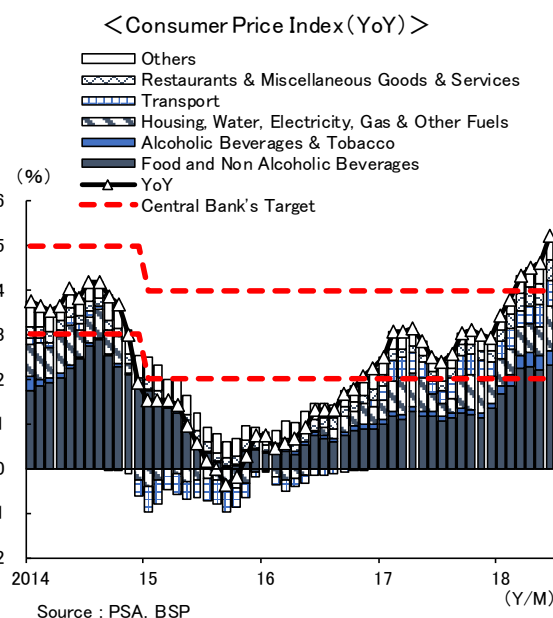 ＜Consumer Price Index（YoY）＞
Others
Restaurants & Miscellaneous Goods & Services
Transport
Housing, Water, Electricity, Gas & Other Fuels
Alcoholic Beverages & Tobacco
Food and Non Alcoholic Beverages
YoY
Central Bank's Target
（%）
6
5
4
3
2
1
0
1
2
2014 15 16 17 18
(Y/M)
Source : PSA, BSP